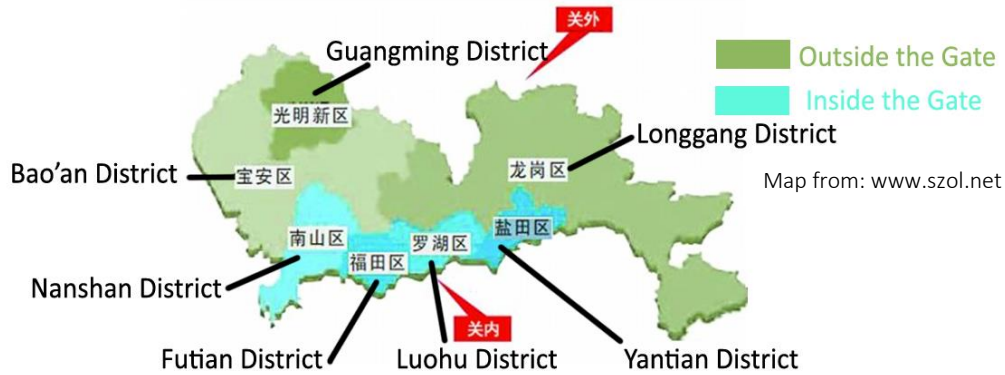 关外
Guangming District
Outside the Gate
Inside the Gate
光明新区
Longgang District
龙岗区
Bao'an District
宝安区
Map from: www.szol.net
南山区
罗湖区
盐田区
福田区
Nanshan District
关内
Futian District
Luohu District
Yantian District